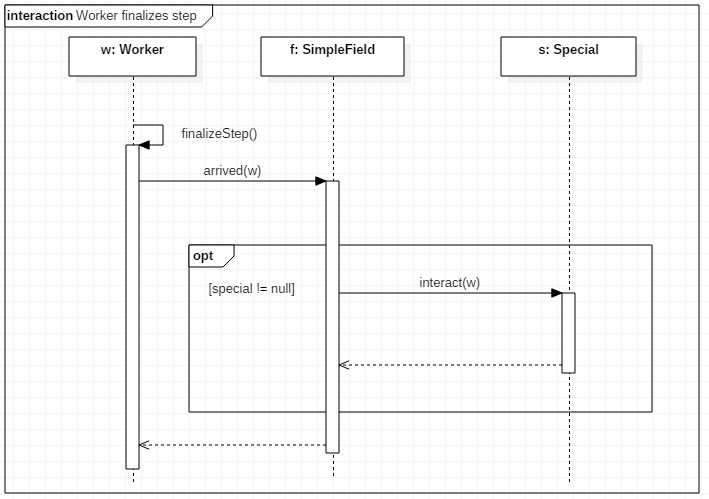 interaction Worker finalizes step
w: Worker
f: SimpleField
s: Special
finalizeStep()
arrived(w)
opt
[special != null]
interact(w)